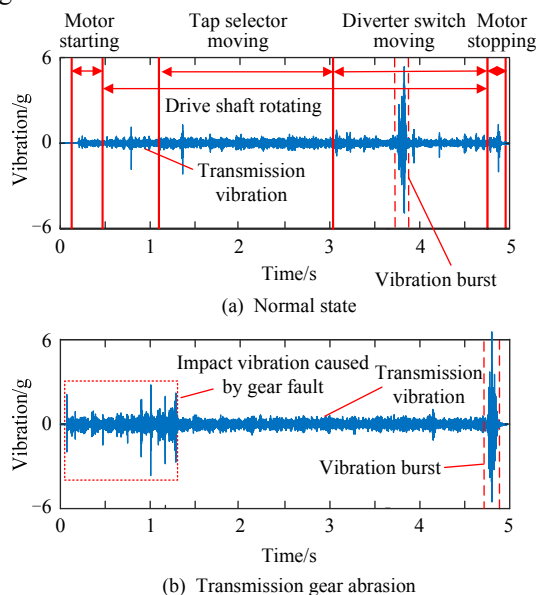 Motor starting
Tap selector moving
Diverter switch moving
Motor stopping
6
Drive shaft rotating
Vibration/g
0
Transmission vibration
−6
0 1 2 3 4 5
Time/s
Vibration burst
(a) Normal state
6
Impact vibration caused by gear fault
Transmission vibration
Vibration/g
0
Vibration burst
−6
0 1 2 3 4 5
Time/s
(b) Transmission gear abrasion